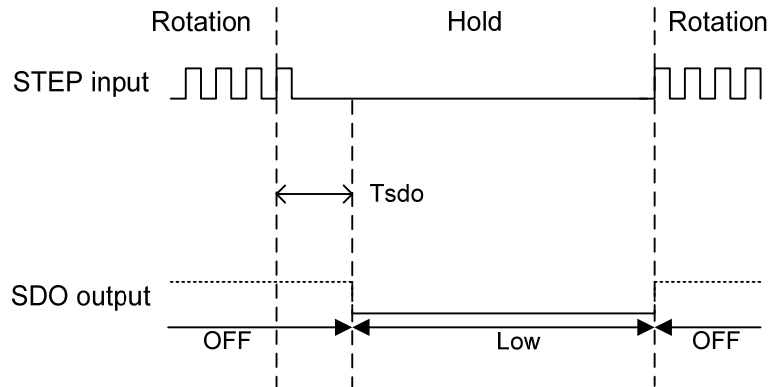 Rotation Hold Rotation
STEP input
Tsdo
SDO output
OFF Low OFF